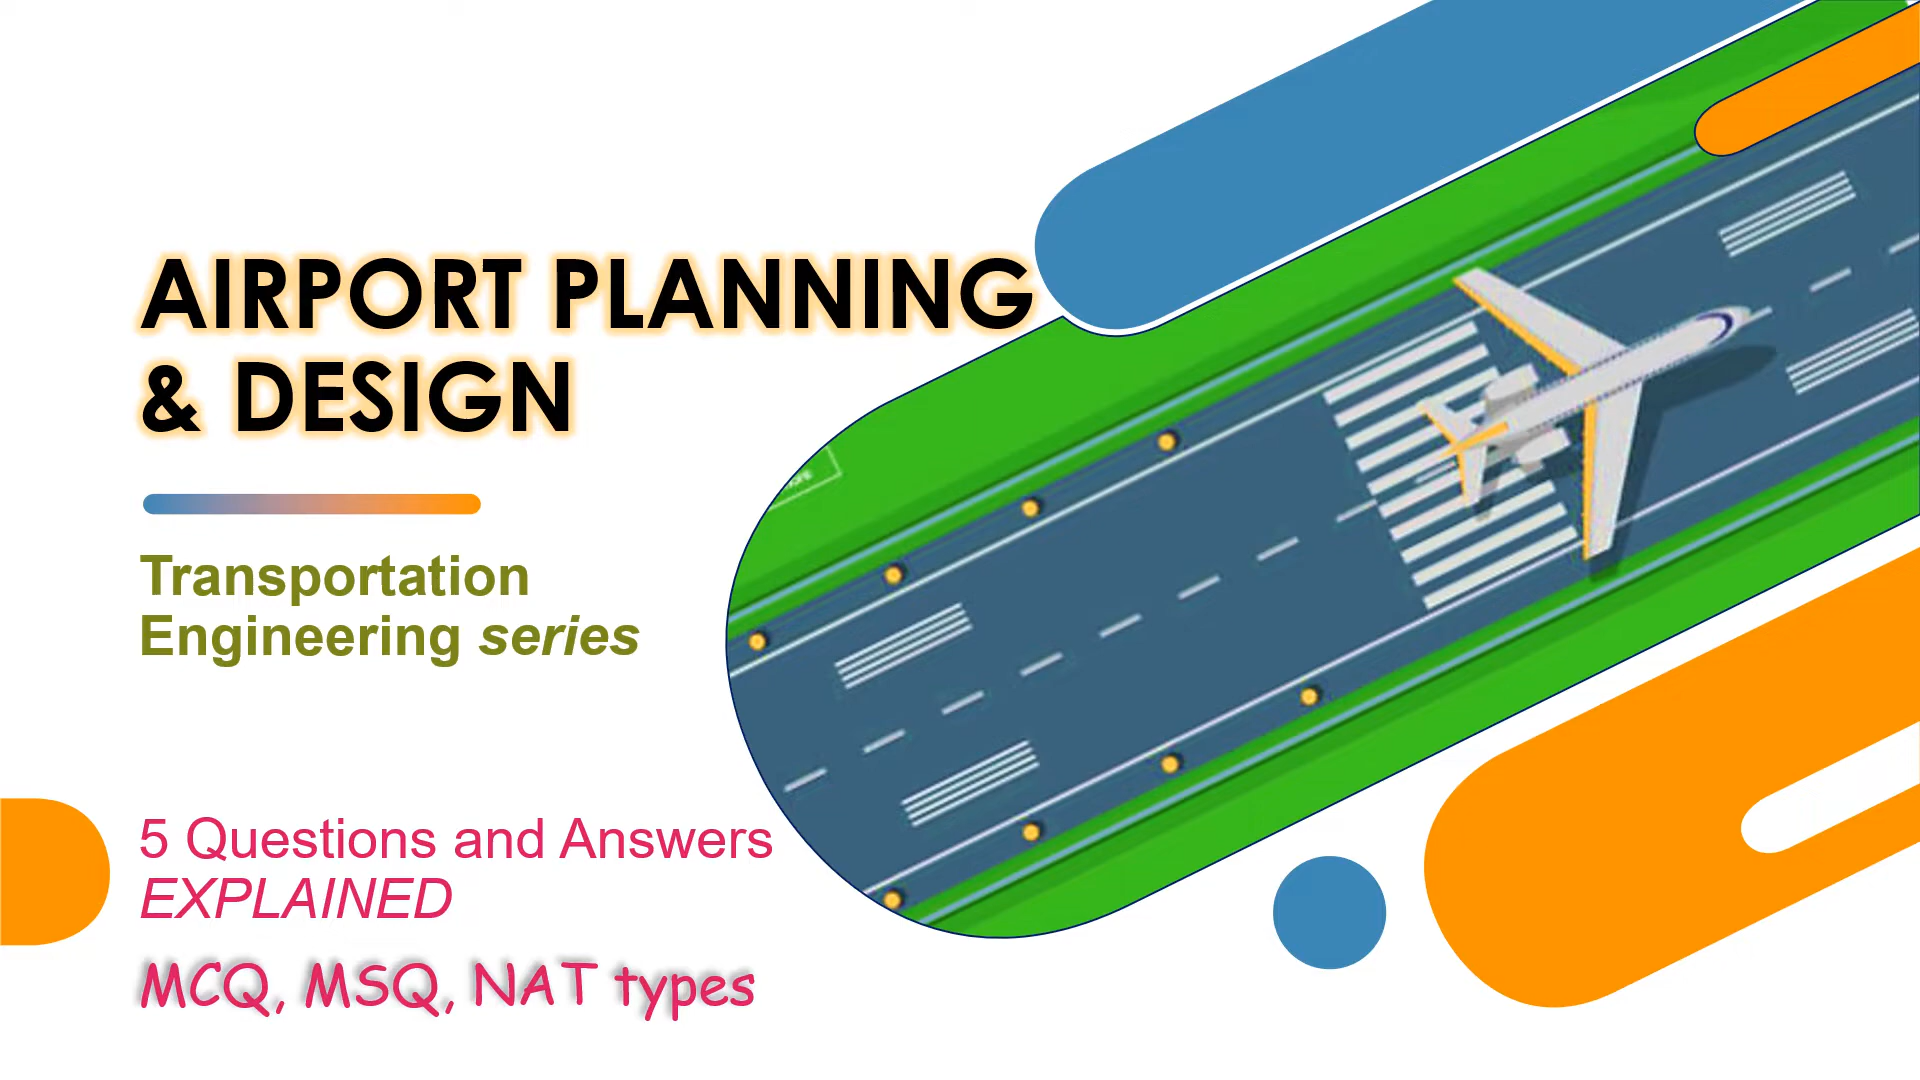 AIRPORT PLANNING
& DESIGN
Transportation
Engineering series
5 Questions and Answers
EXPLAINED
MCQ, MSQ, NAT types